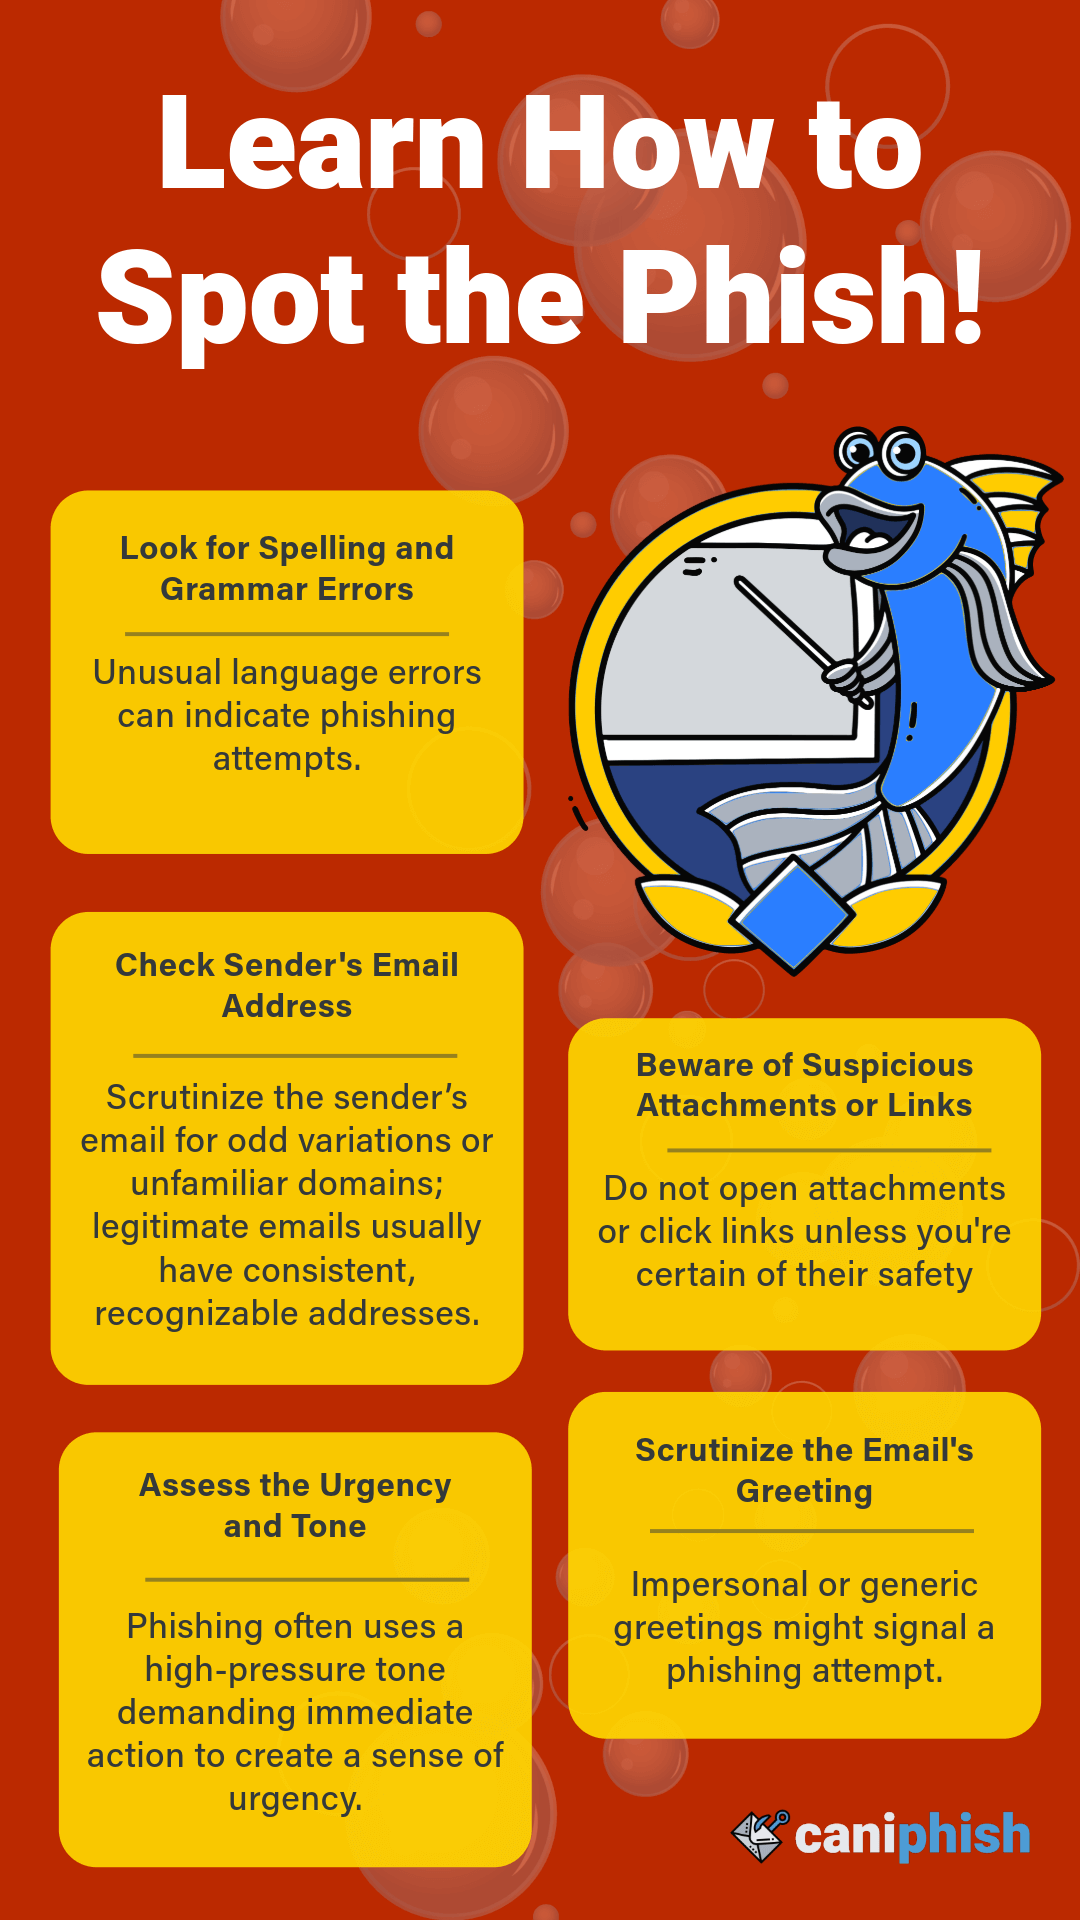 Learn How to
Spot the Phish!
Look for Spelling and
Grammar Errors
Unusual language errors
can indicate phishing
attempts.
Check Sender's Email
Address
Scrutinize the sender’s
email for odd variations or
unfamiliar domains;
legitimate emails usually
have consistent,
recognizable addresses.
Assess the Urgency
and Tone
Phishing often uses a
high-pressure tone
demanding immediate
action to create a sense of
urgency.
Beware of Suspicious
Attachments or Links
Do not open attachments
or click links unless you're
certain of their safety
Scrutinize the Email's
Greeting
Impersonal or generic
greetings might signal a
phishing attempt.
caniphish